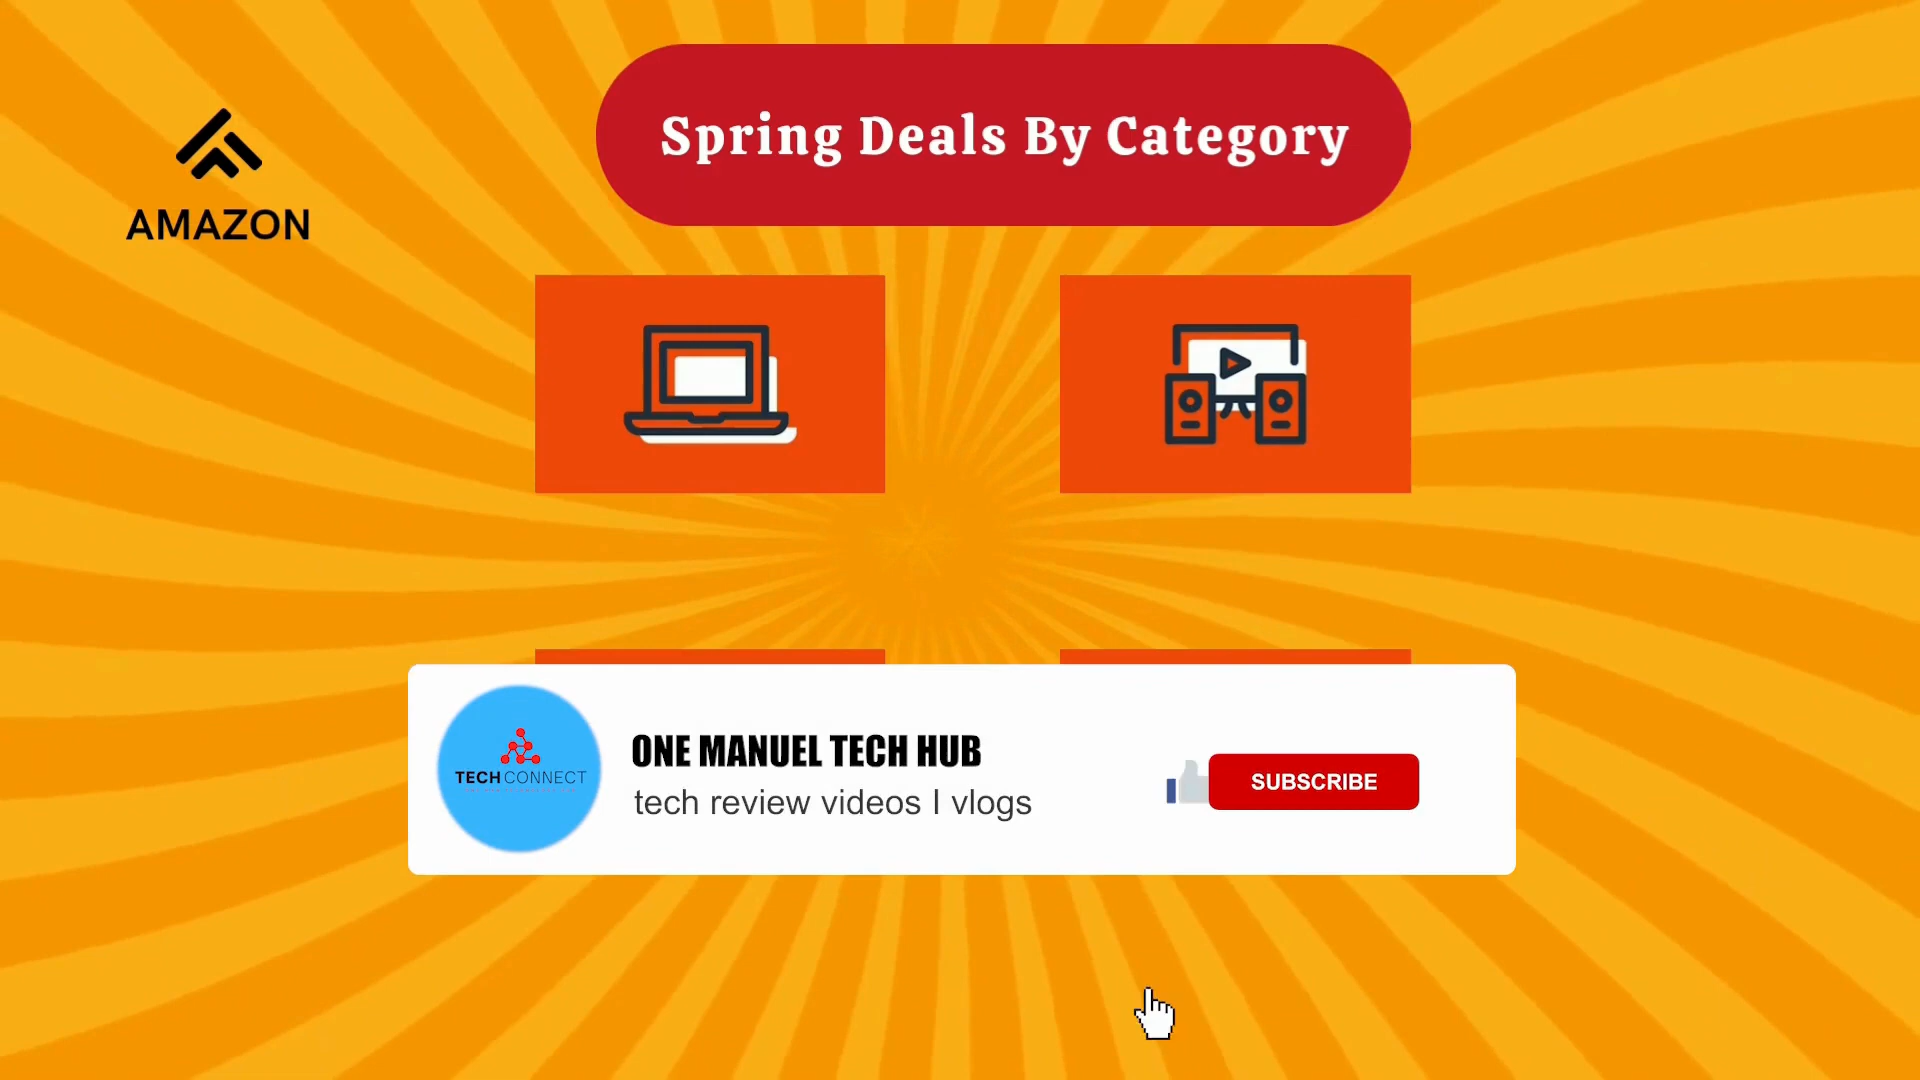 Spring Deals By Category
AMAZON
ONE MANUEL TECH HUB
tech review videos I vlogs
TECH CONNECT
SUBSCRIBE